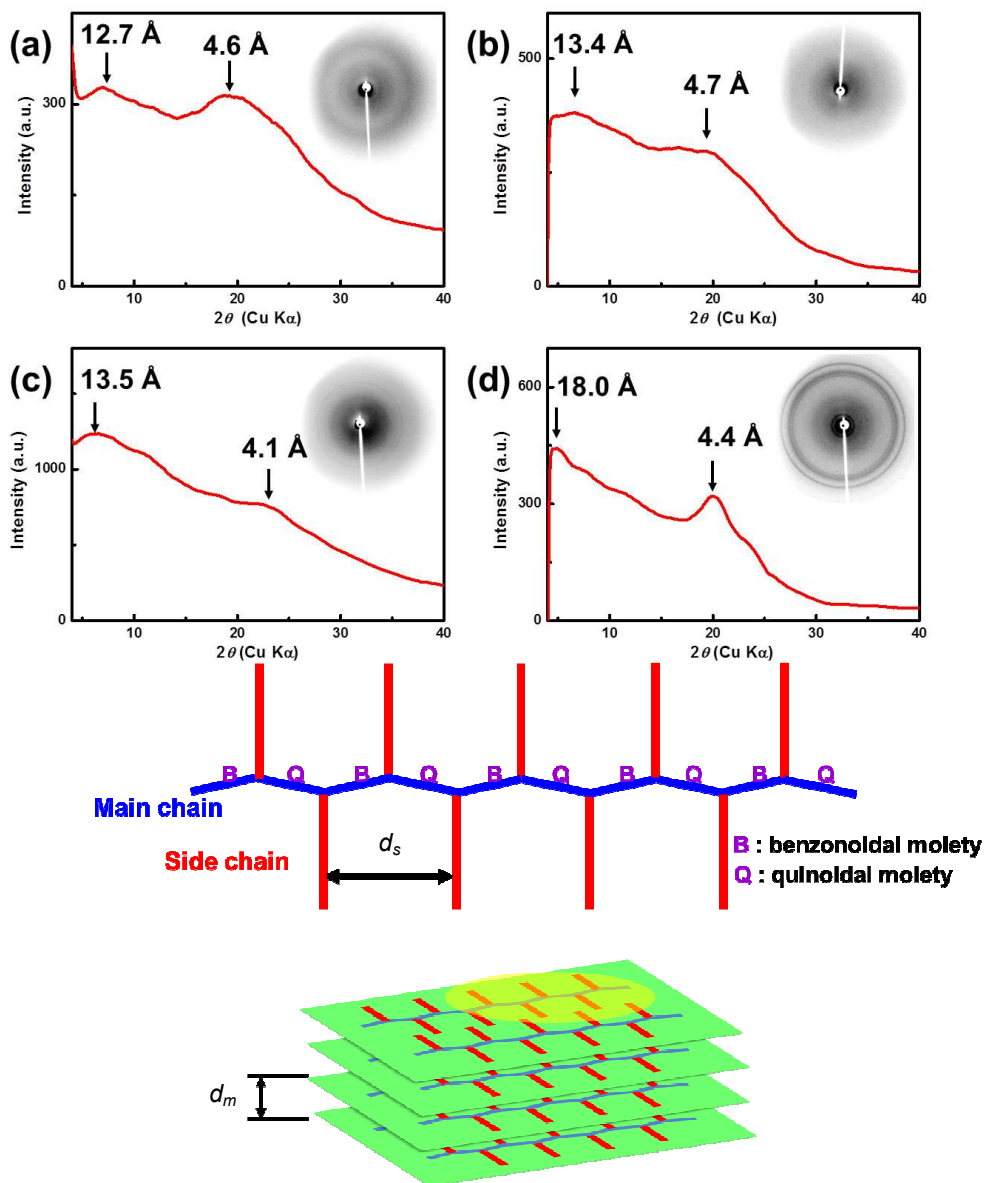 (a)
12.7 Å
4.6 Å
300
0
Intensity (a.u.)
10
20
30
40
2θ (Cu Kα)
(b)
13.4 Å
4.7 Å
500
0
Intensity (a.u.)
10
20
30
40
2θ (Cu Kα)
(c)
13.5 Å
4.1 Å
1000
0
Intensity (a.u.)
10
20
30
40
2θ (Cu Kα)
(d)
18.0 Å
4.4 Å
600
300
0
Intensity (a.u.)
10
20
30
40
2θ (Cu Kα)
B Q B Q B Q B Q B Q
Main chain
Side chain
ds
B : benzonoidal moiety
Q : quinoidal moiety
dm